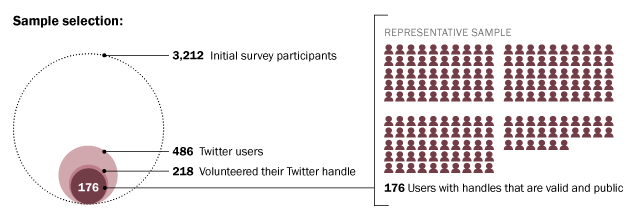 Sample selection:
3,212 Initial survey participants
486 Twitter users
218 Volunteered their Twitter handle
176
REPRESENTATIVE SAMPLE
176 Users with handles that are valid and public